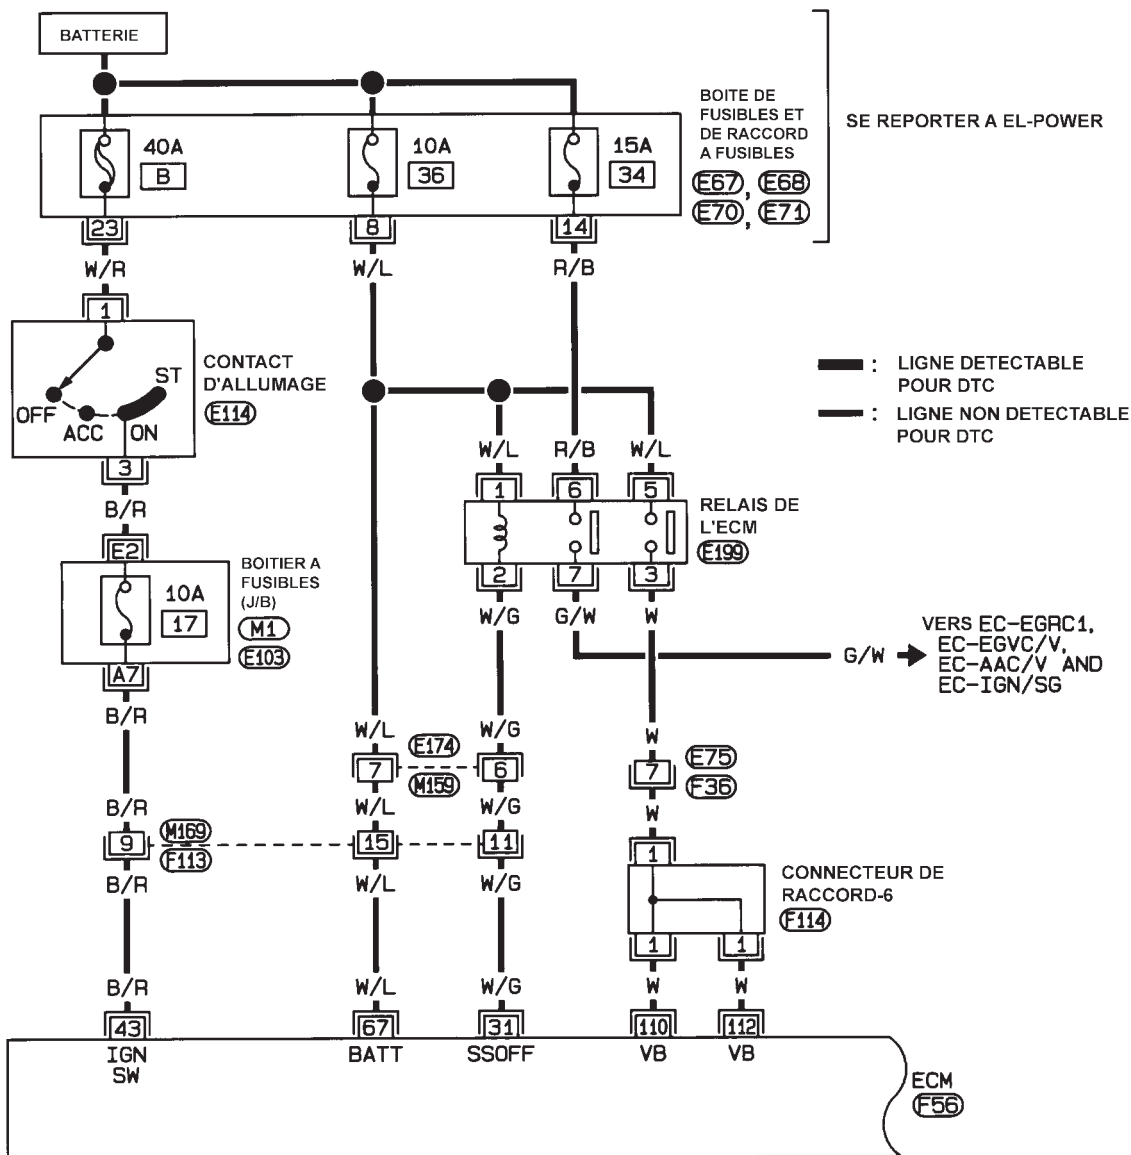 BATTERIE
BOITE DE
FUSIBLES ET
DE RACCORD
A FUSIBLES
E67, E68
E70, E71
SE REPORTER A EL-POWER
40A
B
10A
36
15A
34
23
8
14
W/R
W/L
R/B
1
CONTACT
D'ALLUMAGE
E114
OFF
ACC
ON
ST
: LIGNE DETECTABLE
POUR DTC
: LIGNE NON DETECTABLE
POUR DTC
3
B/R
W/L
R/B
W/L
1
6
5
RELAIS DE
L'ECM
E199
2
7
3
E2
BOITIER A
FUSIBLES
(J/B)
M1
E103
10A
17
A7
W/G
G/W
W
G/W
VERS EC-EGRC1,
EC-EGVC/V,
EC-AAC/V AND
EC-IGN/SG
B/R
W/L
W/G
W
7
E174
M159
6
7
E75
F36
B/R
W/L
W/G
W
9
M169
F113
15
11
1
B/R
W/L
W/G
CONNECTEUR DE
RACCORD-6
F114
1
1
B/R
W/L
W/G
W
W
43
67
31
110
112
IGN
SW
BATT
SSOFF
VB
VB
ECM
F56